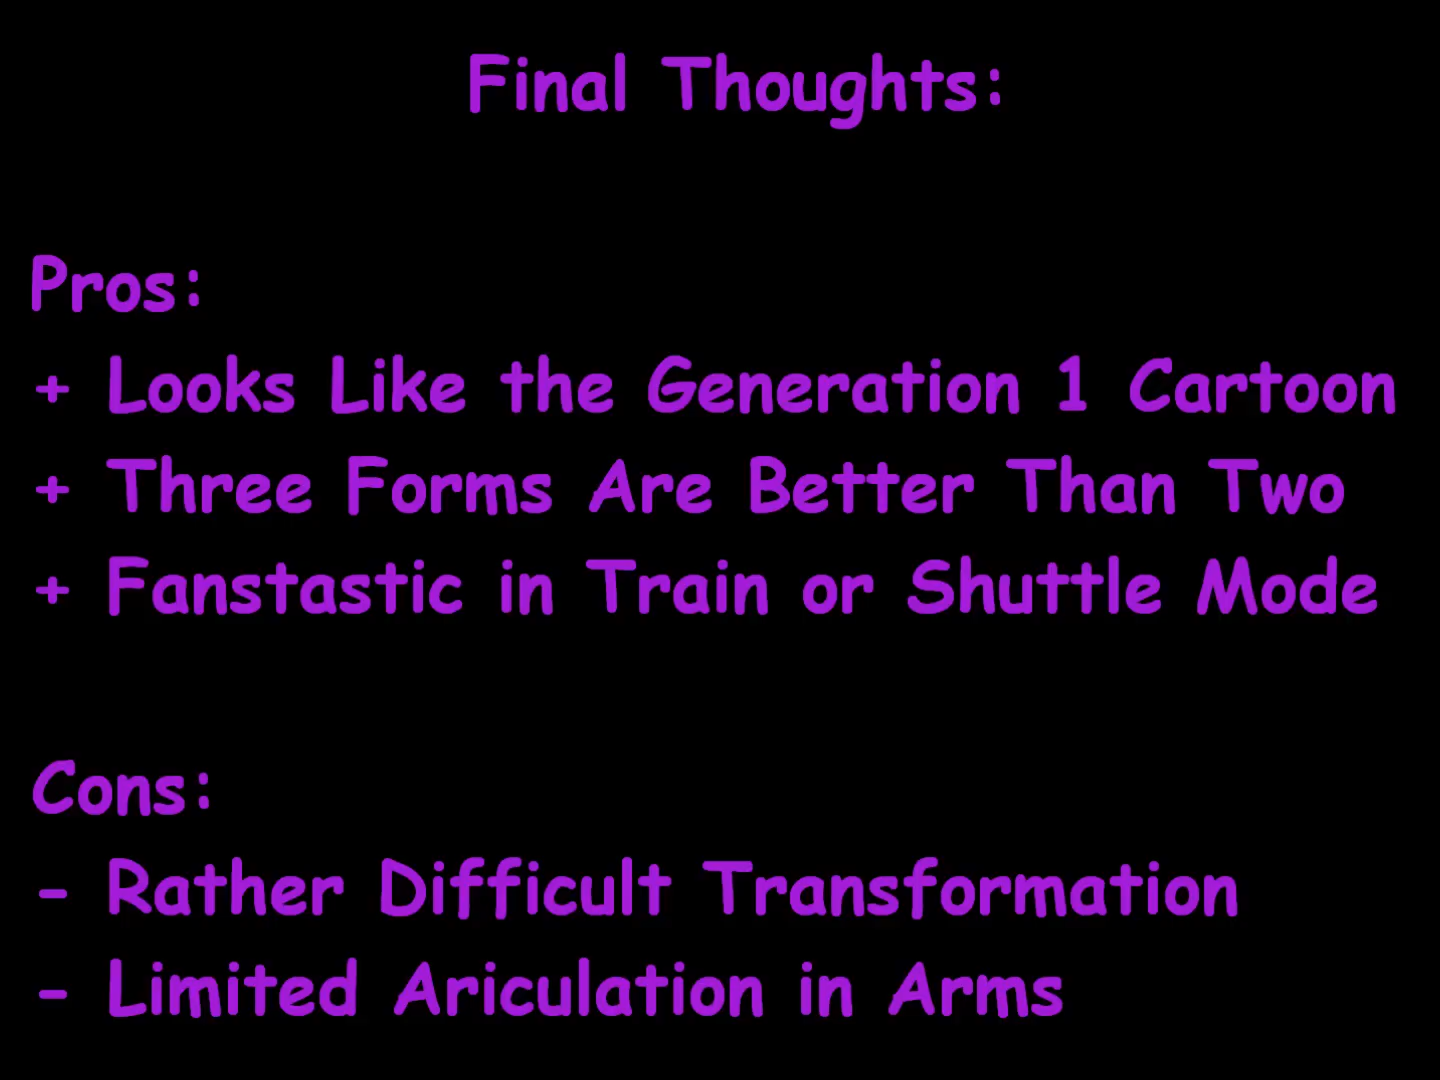 Final Thoughts:
Pros:
+ Looks Like the Generation 1 Cartoon
+ Three Forms Are Better Than Two
+ Fanstastic in Train or Shuttle Mode
Cons:
- Rather Difficult Transformation
- Limited Ariculation in Arms